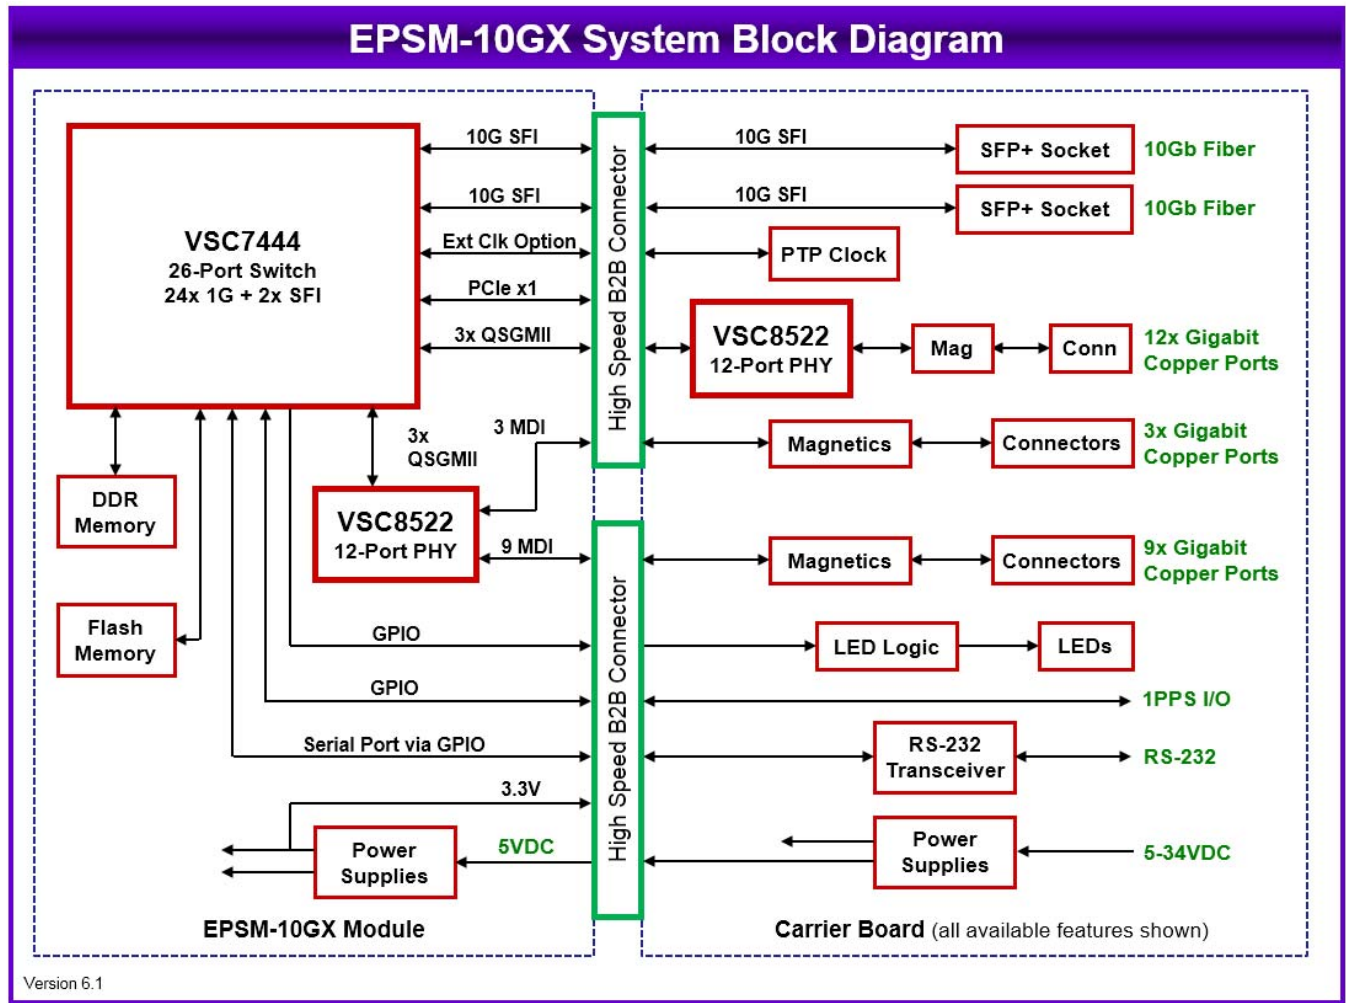 EPSM-10GX System Block Diagram
VSC7444
26-Port Switch
24x 1G + 2x SFI
10G SFI
10G SFI
Ext Clk Option
PCIe x1
3x QSGMII
High Speed B2B Connector
10G SFI
SFP+ Socket
10Gb Fiber
10G SFI
SFP+ Socket
10Gb Fiber
PTP Clock
VSC8522
12-Port PHY
Mag
Conn
12x Gigabit
Copper Ports
3x
QSGMII
3 MDI
Magnetics
Connectors
3x Gigabit
Copper Ports
DDR
Memory
VSC8522
12-Port PHY
9 MDI
High Speed B2B Connector
Magnetics
Connectors
9x Gigabit
Copper Ports
Flash
Memory
GPIO
LED Logic
LEDs
GPIO
1PPS I/O
Serial Port via GPIO
RS-232
Transceiver
RS-232
3.3V
Power
Supplies
5VDC
Power
Supplies
5-34VDC
EPSM-10GX Module
Carrier Board (all available features shown)
Version 6.1